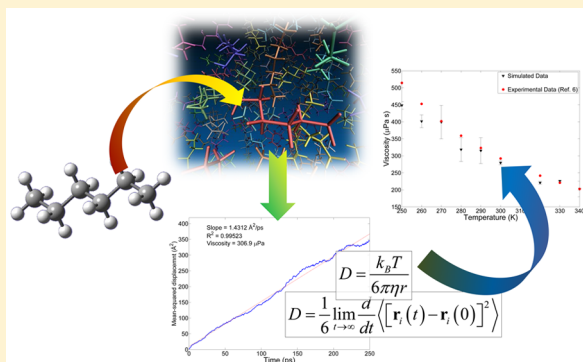 550
500
450
400
350
300
250
200
150
Viscosity (µPa s)
Simulated Data
Experimental Data (Ref. 6)
250 260 270 280 290 300 310 330 340
Temperature (K)
400
350
Slope = 1.4312 Å²/ps
R² = 0.99523
Viscosity = 306.9 µPa
300
250
200
150
100
50
0
Mean-squared displacement (Å²)
0 50 100 150 200 250
Time (ps)
D = k_B T / 6πηr
D = 1/6 lim t→∞ d/dt ⟨[r_i(t) − r_i(0)]²⟩